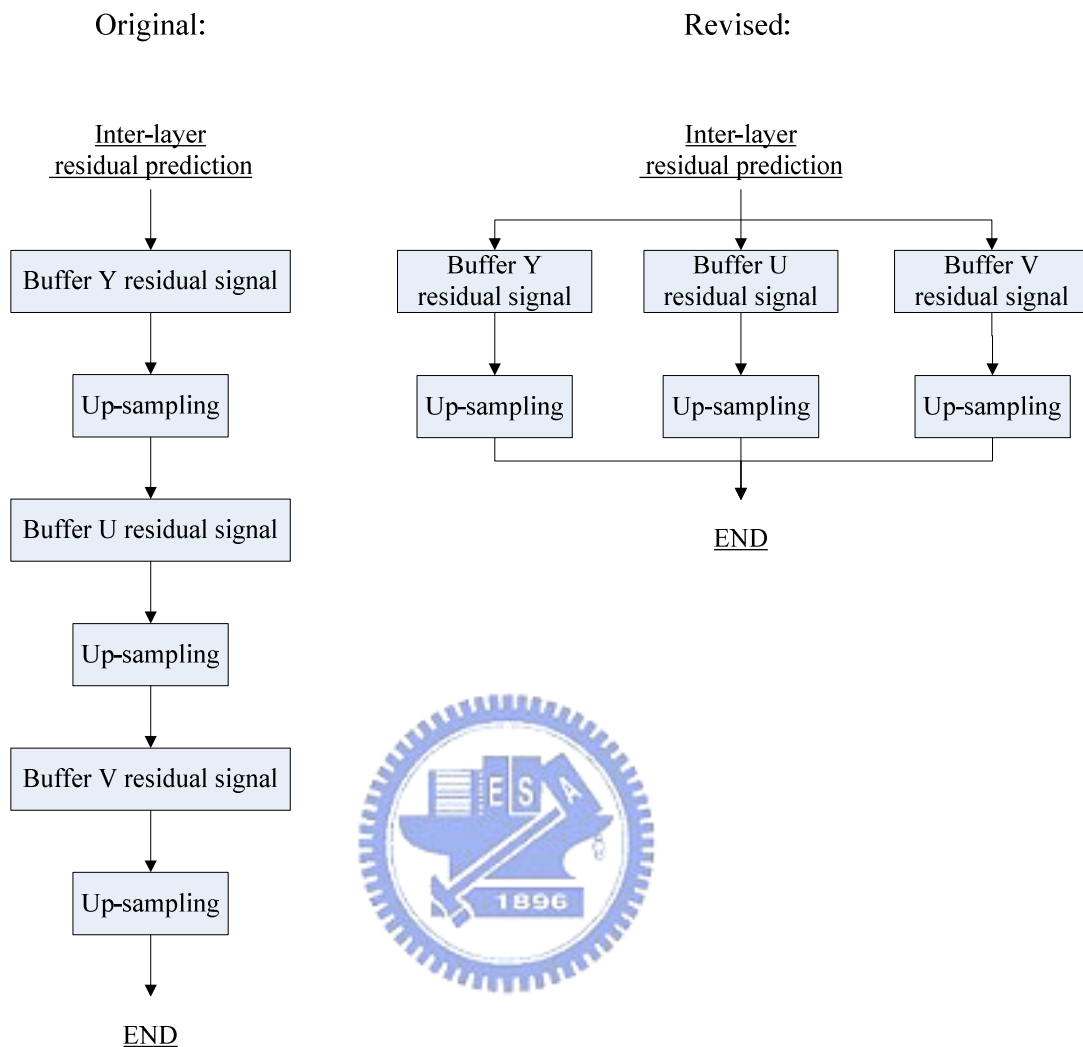 Original:
Inter-layer
residual prediction
Buffer Y residual signal
Up-sampling
Buffer U residual signal
Up-sampling
Buffer V residual signal
Up-sampling
END
Revised:
Inter-layer
residual prediction
Buffer Y
residual signal
Buffer U
residual signal
Buffer V
residual signal
Up-sampling
Up-sampling
Up-sampling
END
E S A
1896